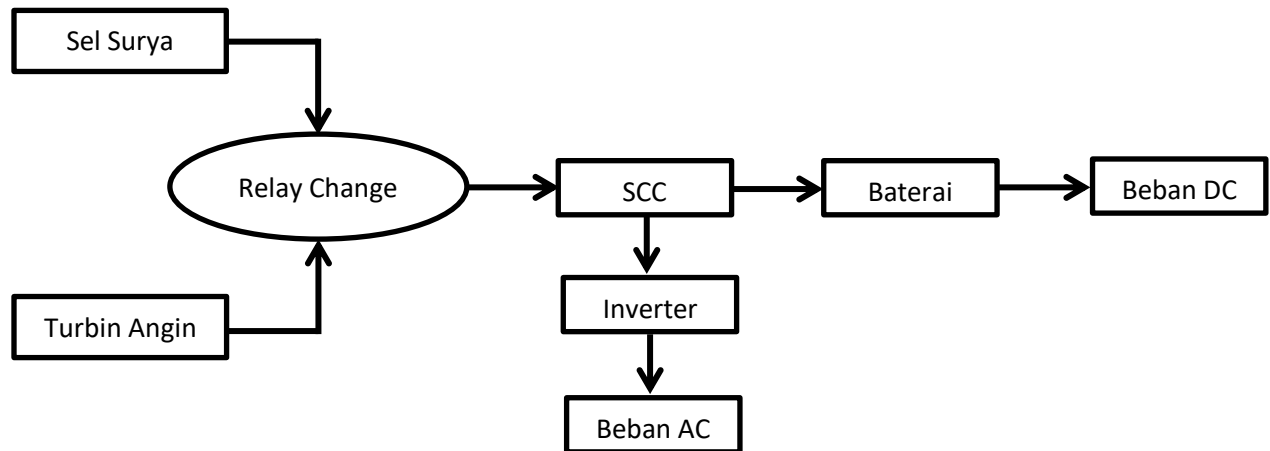 Sel Surya
Relay Change
SCC
Baterai
Beban DC
Turbin Angin
Inverter
Beban AC